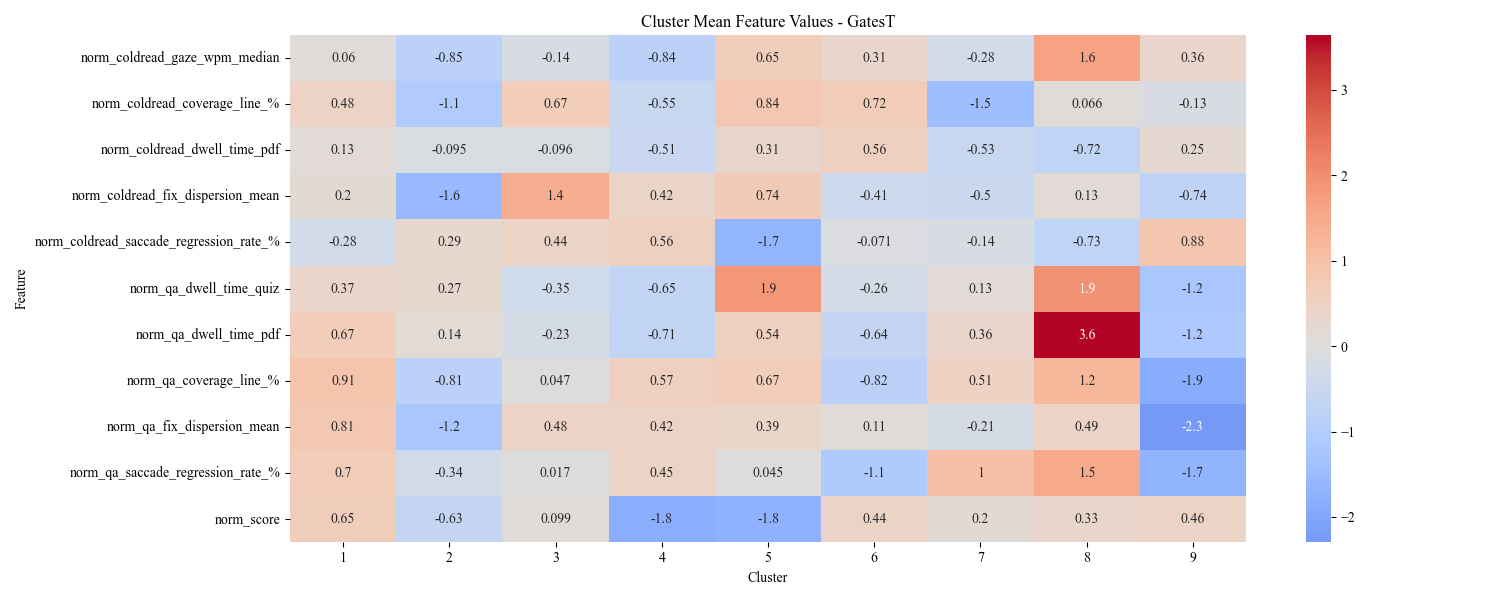 Cluster Mean Feature Values - GatesT
norm_coldread_gaze_wpm_median 0.06 -0.85 -0.14 -0.84 0.65 0.31 -0.28 1.6 0.36
norm_coldread_coverage_line_% 0.48 -1.1 0.67 -0.55 0.84 0.72 -1.5 0.066 -0.13
norm_coldread_dwell_time_pdf 0.13 -0.095 -0.096 -0.51 0.31 0.56 -0.53 -0.72 0.25
norm_coldread_fix_dispersion_mean 0.2 -1.6 1.4 0.42 0.74 -0.41 -0.5 0.13 -0.74
norm_coldread_saccade_regression_rate_% -0.28 0.29 0.44 0.56 -1.7 -0.071 -0.14 -0.73 0.88
norm_qa_dwell_time_quiz 0.37 0.27 -0.35 -0.65 1.9 -0.26 0.13 1.9 -1.2
norm_qa_dwell_time_pdf 0.67 0.14 -0.23 -0.71 0.54 -0.64 0.36 3.6 -1.2
norm_qa_coverage_line_% 0.91 -0.81 0.047 0.57 0.67 -0.82 0.51 1.2 -1.9
norm_qa_fix_dispersion_mean 0.81 -1.2 0.48 0.42 0.39 0.11 -0.21 0.49 -2.3
norm_qa_saccade_regression_rate_% 0.7 -0.34 0.017 0.45 0.045 -1.1 1 1.5 -1.7
norm_score 0.65 -0.63 0.099 -1.8 -1.8 0.44 0.2 0.33 0.46
1 2 3 4 5 6 7 8 9
Cluster
Feature
3
2
1
0
−1
−2